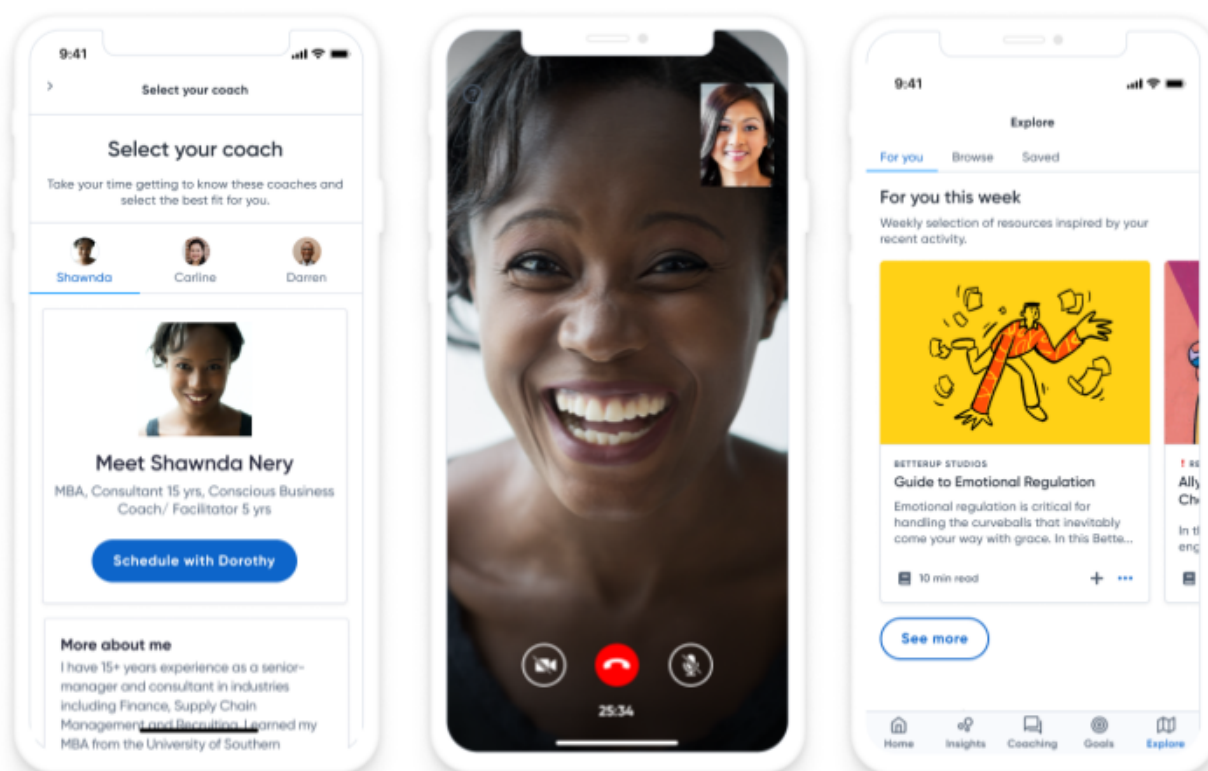 9:41
Select your coach
Select your coach
Take your time getting to know these coaches and
select the best fit for you.
Shawnda
Carline
Darren
Meet Shawnda Nery
MBA, Consultant 15 yrs, Conscious Business
Coach/ Facilitator 5 yrs
Schedule with Dorothy
More about me
I have 15+ years experience as a senior-
manager and consultant in industries
including Finance, Supply Chain
Management and Recruiting. Learned my
MBA from the University of Southern
25:34
9:41
Explore
For you
Browse
Saved
For you this week
Weekly selection of resources inspired by your
recent activity.
BETTERUP STUDIOS
Guide to Emotional Regulation
Emotional regulation is critical for
handling the curveballs that inevitably
come your way with grace. In this Bette...
10 min read
! RE
Ally
Ch
In t
eng
See more
Home
Insights
Coaching
Goals
Explore